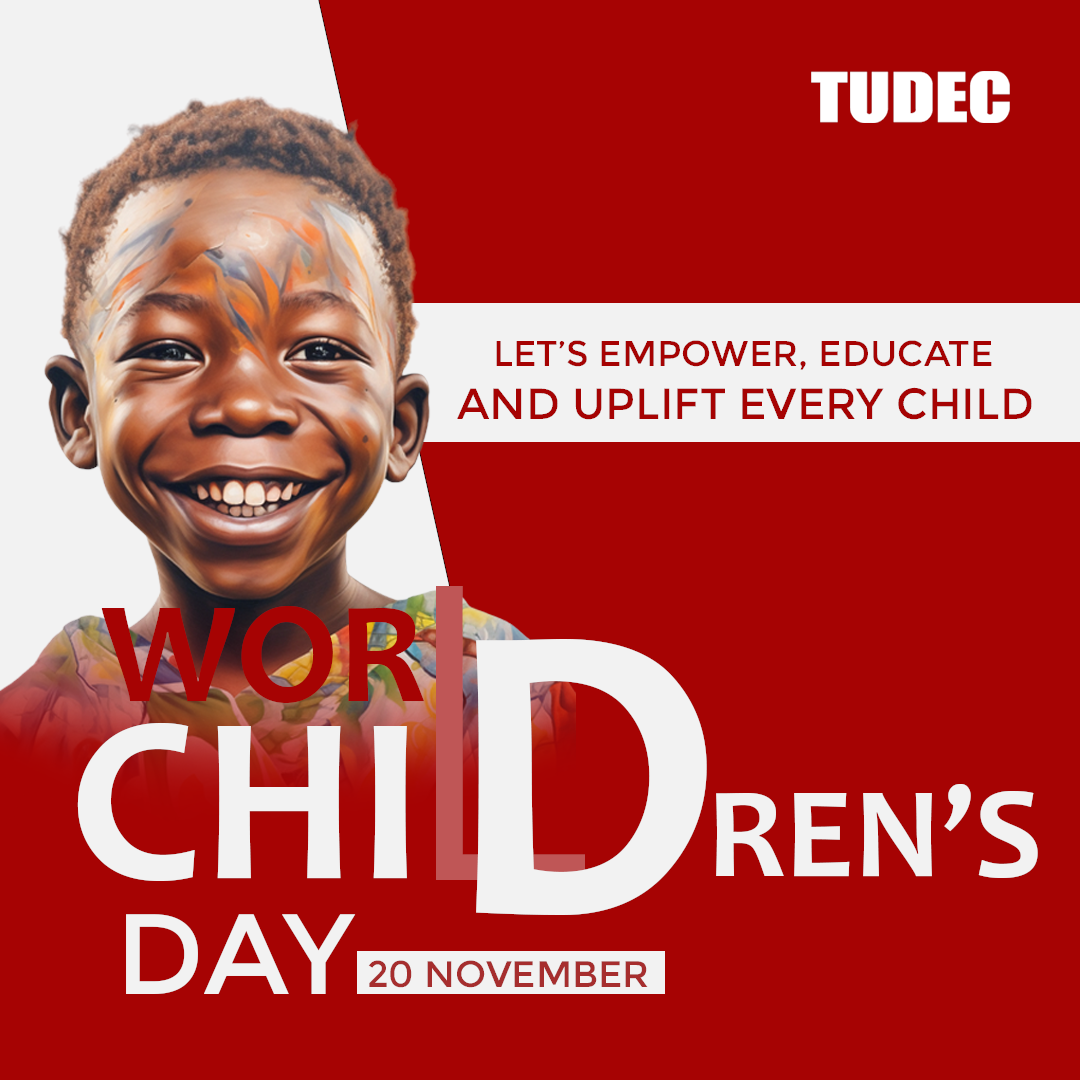 TUDEC
LET'S EMPOWER, EDUCATE
AND UPLIFT EVERY CHILD
WORLD
CHILDREN'S
DAY
20 NOVEMBER